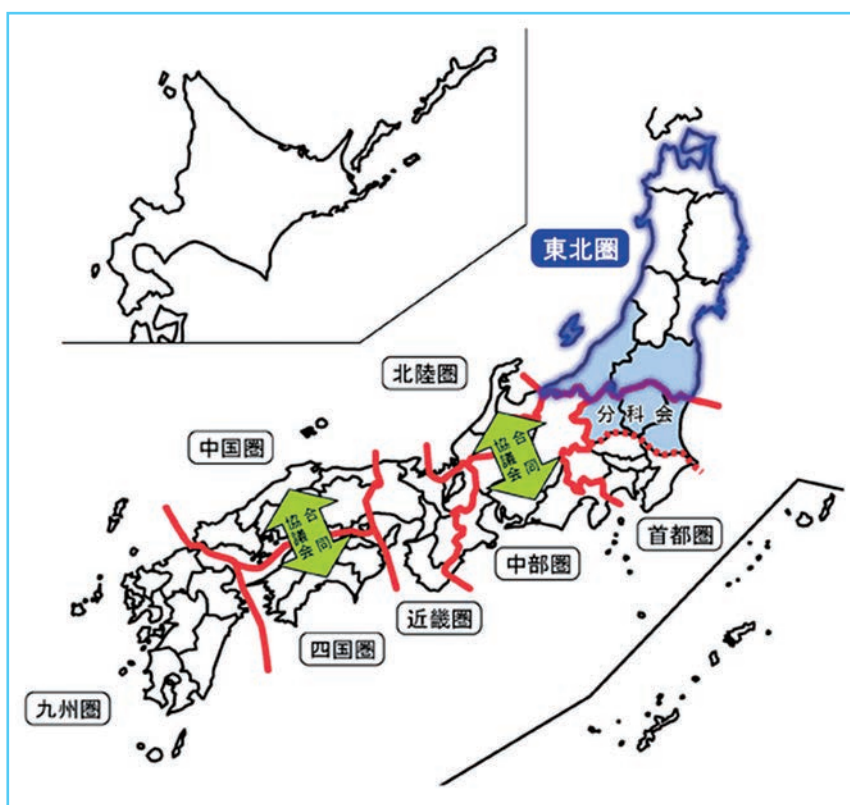 東北圏
北陸圏
分科会
中国圏
合同
協議会
合同
協議会
首都圏
中部圏
近畿圏
四国圏
九州圏